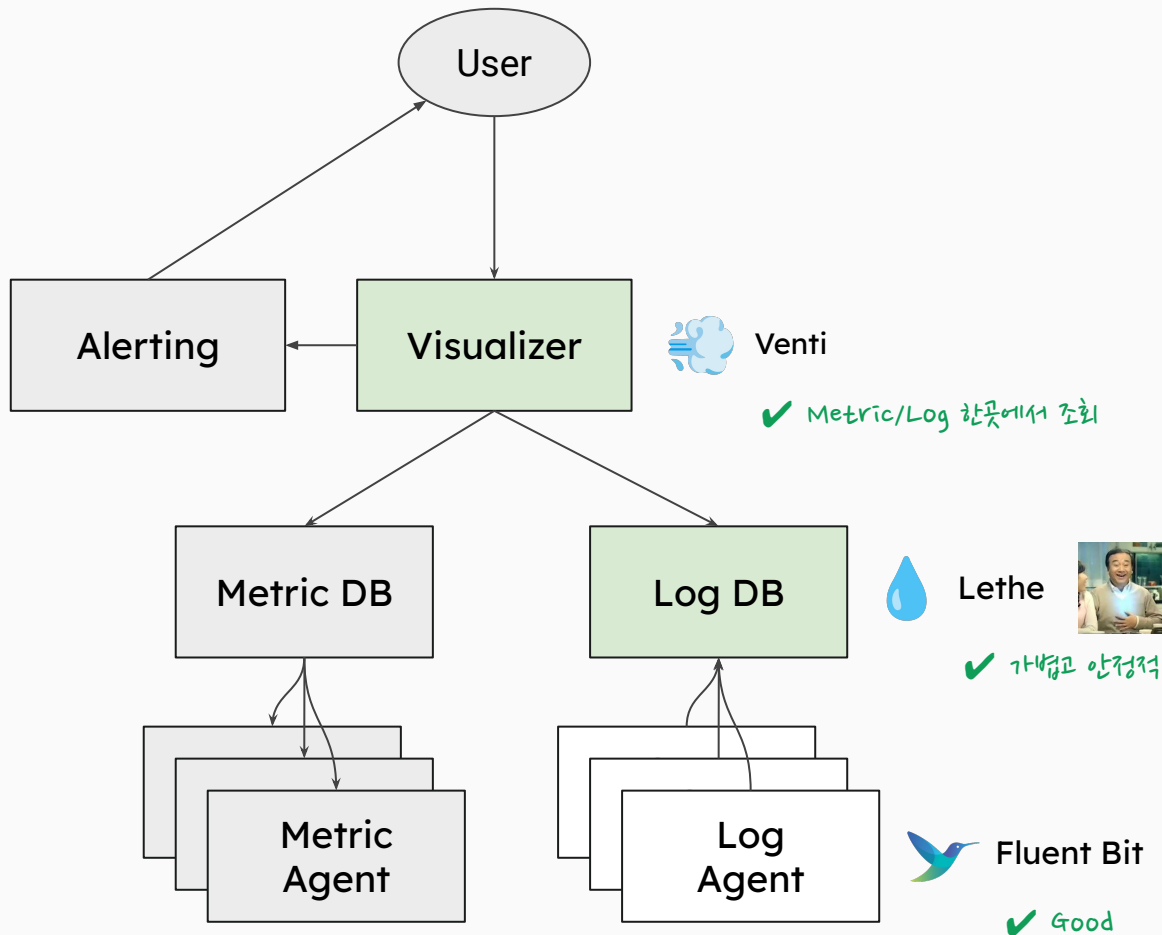 User
Alerting
Visualizer
Venti
✔ Metric/Log 한곳에서 조회
Metric DB
Log DB
Lethe
✔ 가볍고 안정적
Metric
Agent
Log
Agent
Fluent Bit
✔ Good